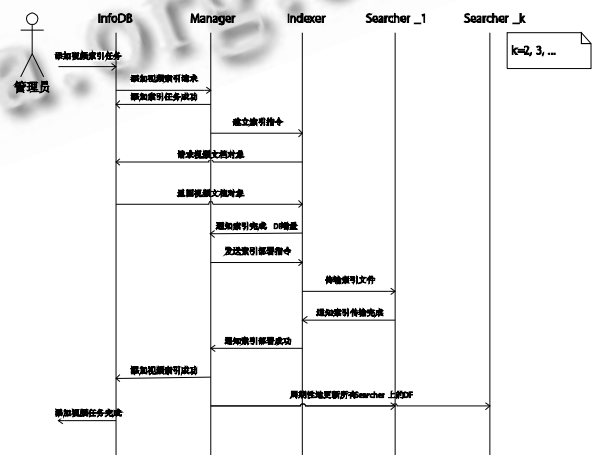 InfoDB
Manager
Indexer
Searcher _1
Searcher _k
k=2, 3, ...
管理员
添加视频索引任务
添加视频索引请求
添加索引任务成功
建立索引指令
请求视频文档对象
返回视频文档对象
通知索引完成 DF增量
发送索引部署指令
传输索引文件
通知索引传输完成
通知索引部署成功
添加视频索引成功
周期性地更新所有Searcher 上的DF
添加视频任务完成